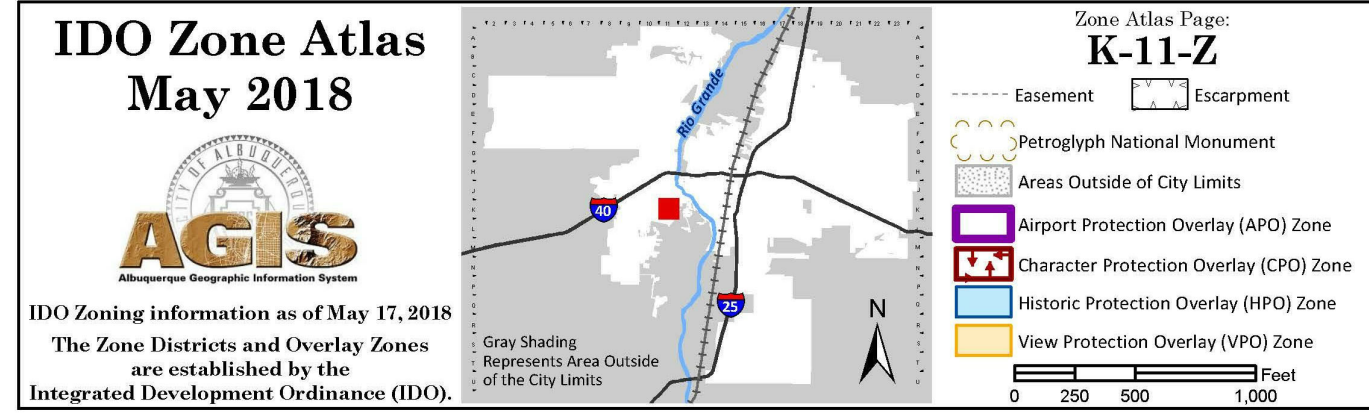 IDO Zone Atlas
May 2018
CITY OF ALBUQUERQUE
AGIS
Albuquerque Geographic Information System
IDO Zoning information as of May 17, 2018
The Zone Districts and Overlay Zones
are established by the
Integrated Development Ordinance (IDO).
Rio Grande
40
25
Gray Shading
Represents Area Outside
of the City Limits
N
Zone Atlas Page:
K-11-Z
Easement
Escarpment
Petroglyph National Monument
Areas Outside of City Limits
Airport Protection Overlay (APO) Zone
Character Protection Overlay (CPO) Zone
Historic Protection Overlay (HPO) Zone
View Protection Overlay (VPO) Zone
Feet
0 250 500 1,000